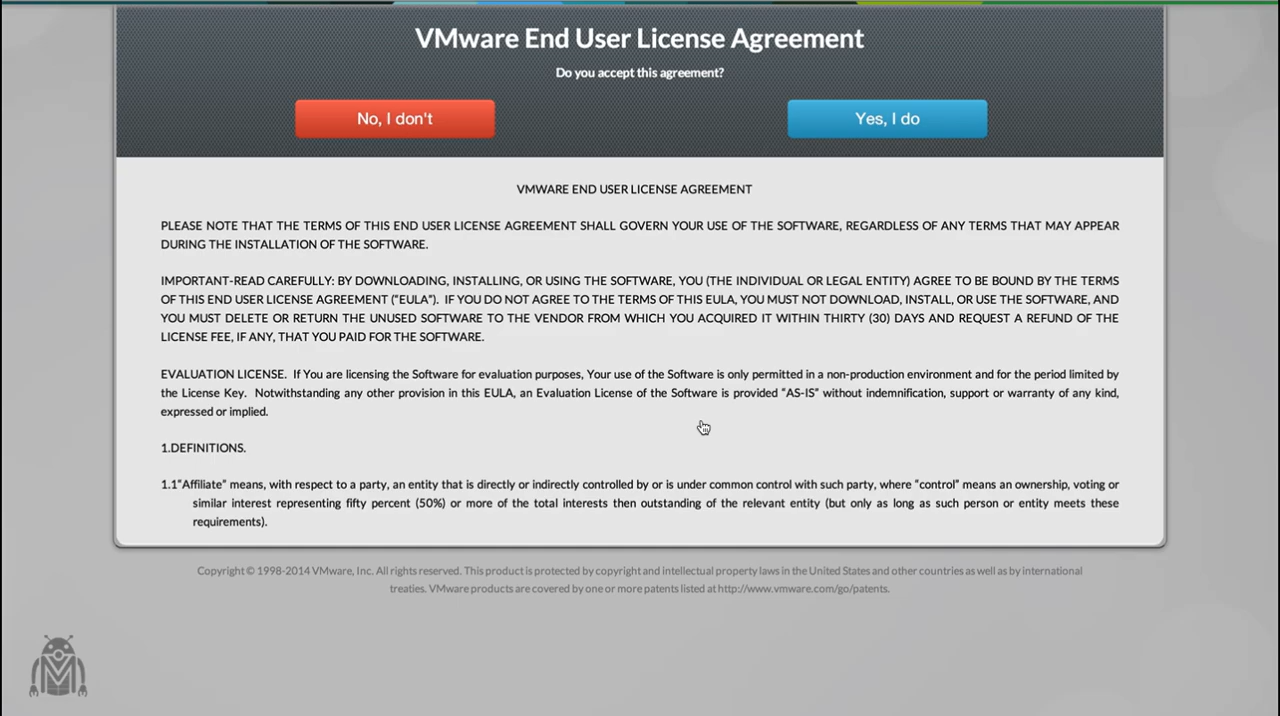 VMware End User License Agreement
Do you accept this agreement?
No, I don't
Yes, I do
VMWARE END USER LICENSE AGREEMENT
PLEASE NOTE THAT THE TERMS OF THIS END USER LICENSE AGREEMENT SHALL GOVERN YOUR USE OF THE SOFTWARE, REGARDLESS OF ANY TERMS THAT MAY APPEAR
DURING THE INSTALLATION OF THE SOFTWARE.
IMPORTANT-READ CAREFULLY: BY DOWNLOADING, INSTALLING, OR USING THE SOFTWARE, YOU (THE INDIVIDUAL OR LEGAL ENTITY) AGREE TO BE BOUND BY THE TERMS
OF THIS END USER LICENSE AGREEMENT (“EULA”). IF YOU DO NOT AGREE TO THE TERMS OF THIS EULA, YOU MUST NOT DOWNLOAD, INSTALL, OR USE THE SOFTWARE, AND
YOU MUST DELETE OR RETURN THE UNUSED SOFTWARE TO THE VENDOR FROM WHICH YOU ACQUIRED IT WITHIN THIRTY (30) DAYS AND REQUEST A REFUND OF THE
LICENSE FEE, IF ANY, THAT YOU PAID FOR THE SOFTWARE.
EVALUATION LICENSE. If You are licensing the Software for evaluation purposes, Your use of the Software is only permitted in a non-production environment and for the period limited by
the License Key. Notwithstanding any other provision in this EULA, an Evaluation License of the Software is provided “AS-IS” without indemnification, support or warranty of any kind,
expressed or implied.
1.DEFINITIONS.
1.1“Affiliate” means, with respect to a party, an entity that is directly or indirectly controlled by or is under common control with such party, where “control” means an ownership, voting or
similar interest representing fifty percent (50%) or more of the total interests then outstanding of the relevant entity (but only as long as such person or entity meets these
requirements).
Copyright © 1998-2014 VMware, Inc. All rights reserved. This product is protected by copyright and intellectual property laws in the United States and other countries as well as by international
treaties. VMware products are covered by one or more patents listed at http://www.vmware.com/go/patents.